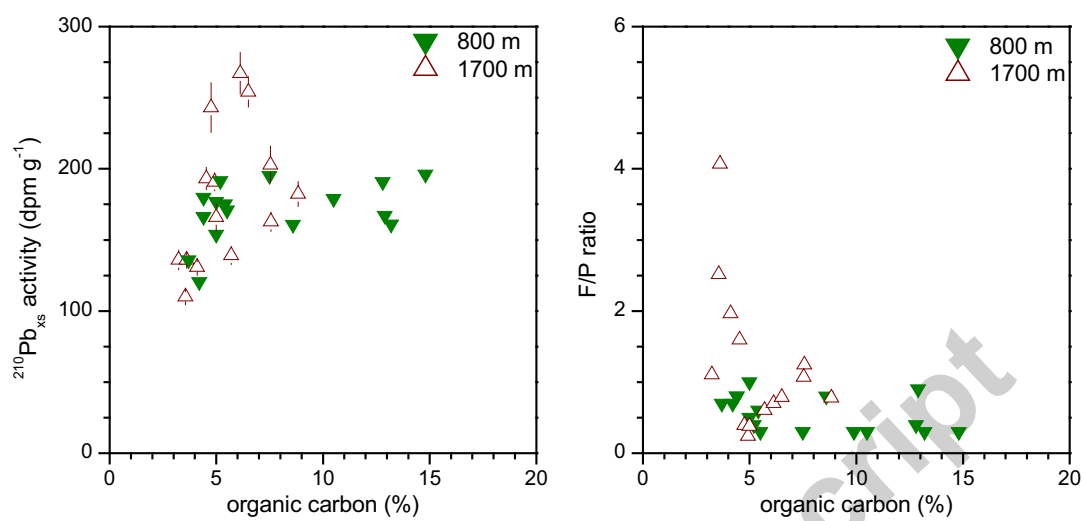 300
200
100
0
0
5
10
15
20
²¹⁰Pbₓₛ activity (dpm g⁻¹)
organic carbon (%)
800 m
1700 m
6
4
2
0
0
5
10
15
20
F/P ratio
organic carbon (%)
800 m
1700 m
cript